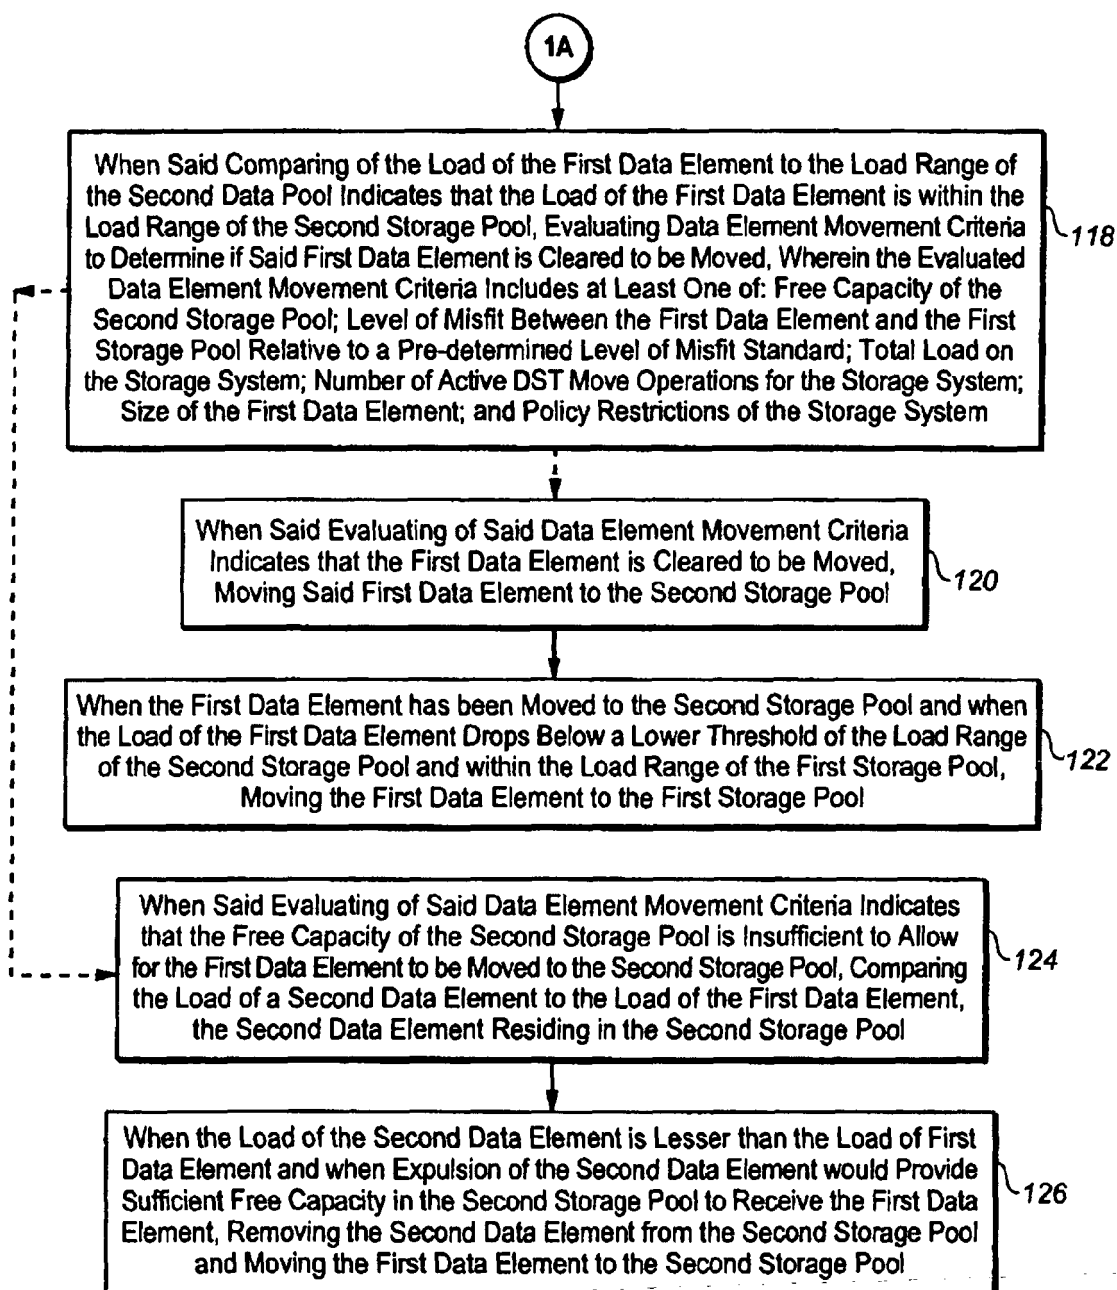 1A
When Said Comparing of the Load of the First Data Element to the Load Range of
the Second Data Pool Indicates that the Load of the First Data Element is within the
Load Range of the Second Storage Pool, Evaluating Data Element Movement Criteria
to Determine if Said First Data Element is Cleared to be Moved, Wherein the Evaluated
Data Element Movement Criteria Includes at Least One of: Free Capacity of the
Second Storage Pool; Level of Misfit Between the First Data Element and the First
Storage Pool Relative to a Pre-determined Level of Misfit Standard; Total Load on
the Storage System; Number of Active DST Move Operations for the Storage System;
Size of the First Data Element; and Policy Restrictions of the Storage System
118
When Said Evaluating of Said Data Element Movement Criteria
Indicates that the First Data Element is Cleared to be Moved,
Moving Said First Data Element to the Second Storage Pool
120
When the First Data Element has been Moved to the Second Storage Pool and when
the Load of the First Data Element Drops Below a Lower Threshold of the Load Range
of the Second Storage Pool and within the Load Range of the First Storage Pool,
Moving the First Data Element to the First Storage Pool
122
When Said Evaluating of Said Data Element Movement Criteria Indicates
that the Free Capacity of the Second Storage Pool is Insufficient to Allow
for the First Data Element to be Moved to the Second Storage Pool, Comparing
the Load of a Second Data Element to the Load of the First Data Element,
the Second Data Element Residing in the Second Storage Pool
124
When the Load of the Second Data Element is Lesser than the Load of First
Data Element and when Expulsion of the Second Data Element would Provide
Sufficient Free Capacity in the Second Storage Pool to Receive the First Data
Element, Removing the Second Data Element from the Second Storage Pool
and Moving the First Data Element to the Second Storage Pool
126